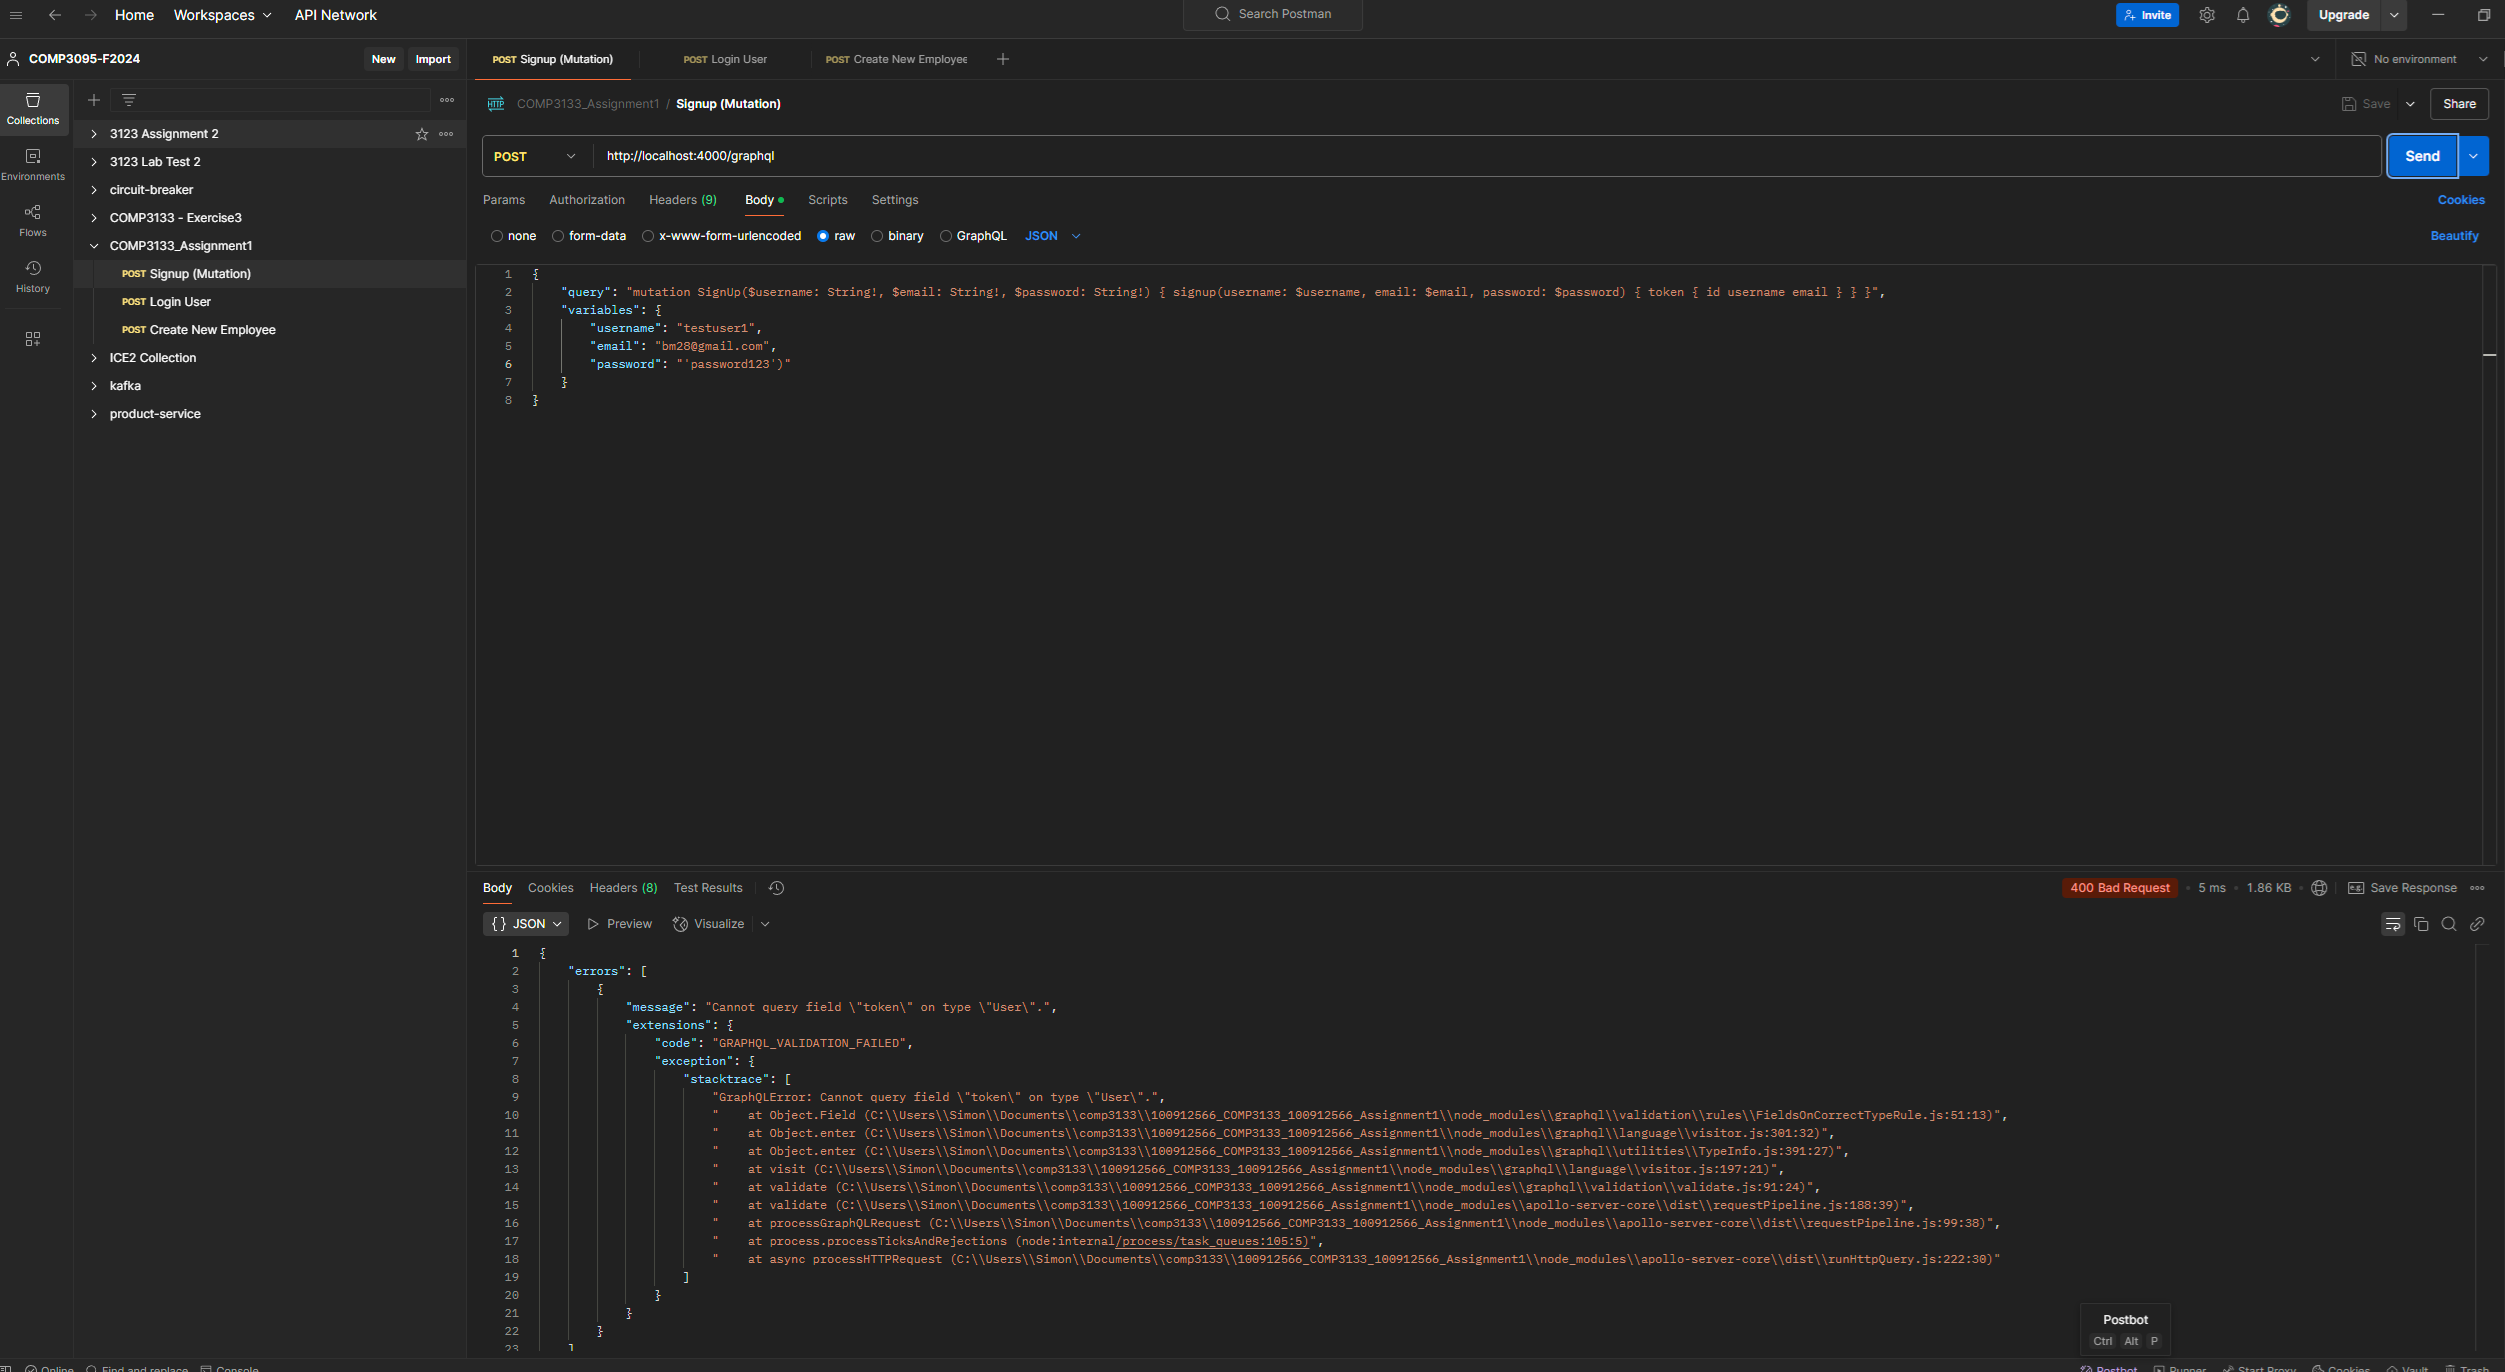 Home Workspaces API Network
Search Postman
Invite
Upgrade
COMP3095-F2024
New Import
POST Signup (Mutation)
POST Login User
POST Create New Employee
No environment
Collections
Environments
Flows
History
3123 Assignment 2
3123 Lab Test 2
circuit-breaker
COMP3133 - Exercise3
COMP3133_Assignment1
POST Signup (Mutation)
POST Login User
POST Create New Employee
ICE2 Collection
kafka
product-service
HTTP COMP3133_Assignment1 / Signup (Mutation)
Save Share
POST http://localhost:4000/graphql
Send
Params Authorization Headers (9) Body Scripts Settings
Cookies
none form-data x-www-form-urlencoded raw binary GraphQL JSON
Beautify
1 {
2 "query": "mutation SignUp($username: String!, $email: String!, $password: String!) { signup(username: $username, email: $email, password: $password) { token { id username email } } }",
3 "variables": {
4 "username": "testuser1",
5 "email": "bm28@gmail.com",
6 "password": "'password123')"
7 }
8 }
Body Cookies Headers (8) Test Results
400 Bad Request 5 ms 1.86 KB e.g. Save Response
{} JSON Preview Visualize
1 {
2 "errors": [
3 {
4 "message": "Cannot query field \"token\" on type \"User\".",
5 "extensions": {
6 "code": "GRAPHQL_VALIDATION_FAILED",
7 "exception": {
8 "stacktrace": [
9 "GraphQLError: Cannot query field \"token\" on type \"User\".",
10 " at Object.Field (C:\\Users\\Simon\\Documents\\comp3133\\100912566_COMP3133_100912566_Assignment1\\node_modules\\graphql\\validation\\rules\\FieldsOnCorrectTypeRule.js:51:13)",
11 " at Object.enter (C:\\Users\\Simon\\Documents\\comp3133\\100912566_COMP3133_100912566_Assignment1\\node_modules\\graphql\\language\\visitor.js:301:32)",
12 " at Object.enter (C:\\Users\\Simon\\Documents\\comp3133\\100912566_COMP3133_100912566_Assignment1\\node_modules\\graphql\\utilities\\TypeInfo.js:391:27)",
13 " at visit (C:\\Users\\Simon\\Documents\\comp3133\\100912566_COMP3133_100912566_Assignment1\\node_modules\\graphql\\language\\visitor.js:197:21)",
14 " at validate (C:\\Users\\Simon\\Documents\\comp3133\\100912566_COMP3133_100912566_Assignment1\\node_modules\\graphql\\validation\\validate.js:91:24)",
15 " at validate (C:\\Users\\Simon\\Documents\\comp3133\\100912566_COMP3133_100912566_Assignment1\\node_modules\\apollo-server-core\\dist\\requestPipeline.js:188:39)",
16 " at processGraphQLRequest (C:\\Users\\Simon\\Documents\\comp3133\\100912566_COMP3133_100912566_Assignment1\\node_modules\\apollo-server-core\\dist\\requestPipeline.js:99:38)",
17 " at process.processTicksAndRejections (node:internal/process/task_queues:105:5)",
18 " at async processHTTPRequest (C:\\Users\\Simon\\Documents\\comp3133\\100912566_COMP3133_100912566_Assignment1\\node_modules\\apollo-server-core\\dist\\runHttpQuery.js:222:30)"
19 ]
20 }
21 }
22 }
23 ]
Postbot
Ctrl Alt P
Online Find and replace Console
Postbot Runner Start Proxy Cookies Vault Trash